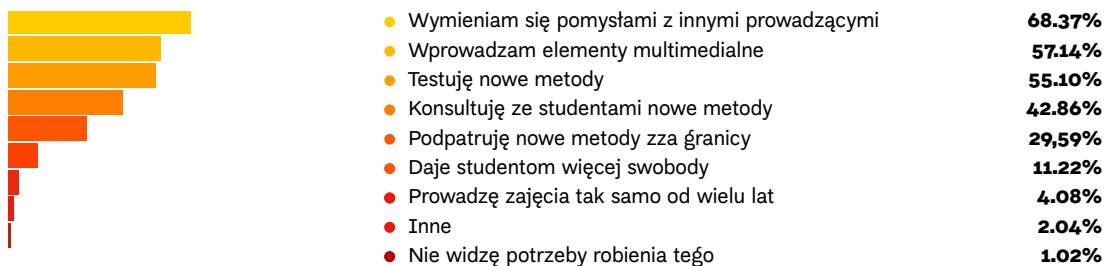 Wymieniam się pomysłami z innymi prowadzącymi 68.37%
Wprowadzam elementy multimedialne 57.14%
Testuję nowe metody 55.10%
Konsultuję ze studentami nowe metody 42.86%
Podpatruję nowe metody zza granicy 29,59%
Daje studentom więcej swobody 11.22%
Prowadzę zajęcia tak samo od wielu lat 4.08%
Inne 2.04%
Nie widzę potrzeby robienia tego 1.02%